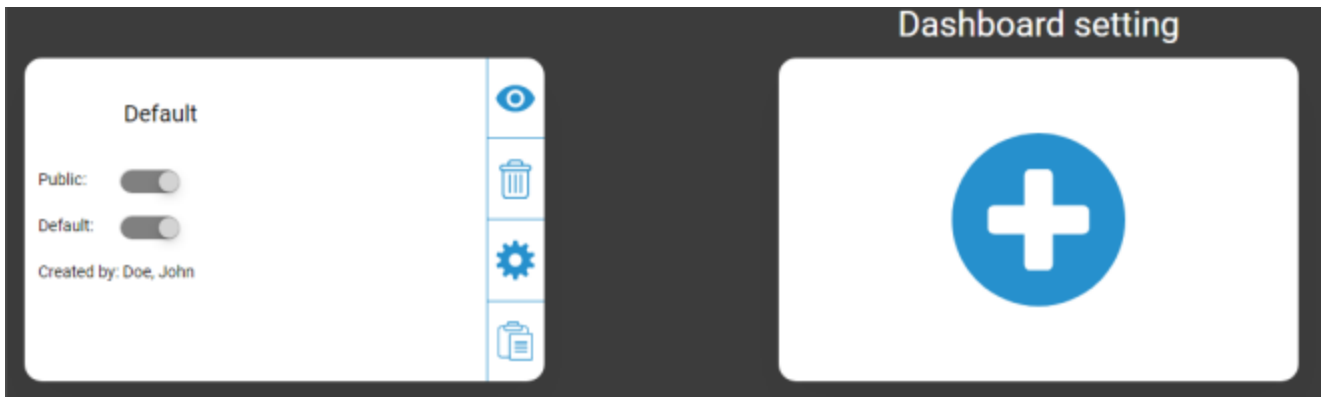 Dashboard setting
Default
Public:
Default:
Created by: Doe, John